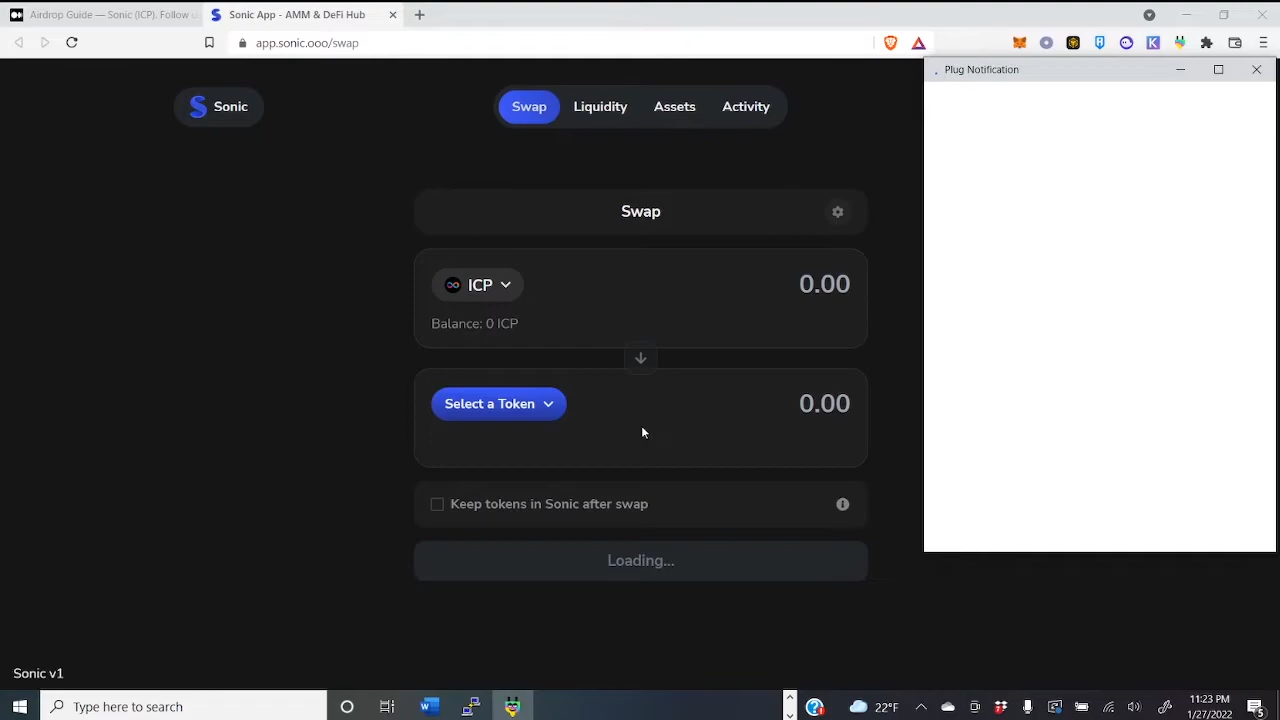 Airdrop Guide — Sonic (ICP). Follow u
Sonic App - AMM & DeFi Hub
app.sonic.ooo/swap
Plug Notification
Sonic
Swap
Liquidity
Assets
Activity
Swap
ICP
0.00
Balance: 0 ICP
Select a Token
0.00
Keep tokens in Sonic after swap
Loading...
Sonic v1
Type here to search
22°F
11:23 PM
1/27/2022